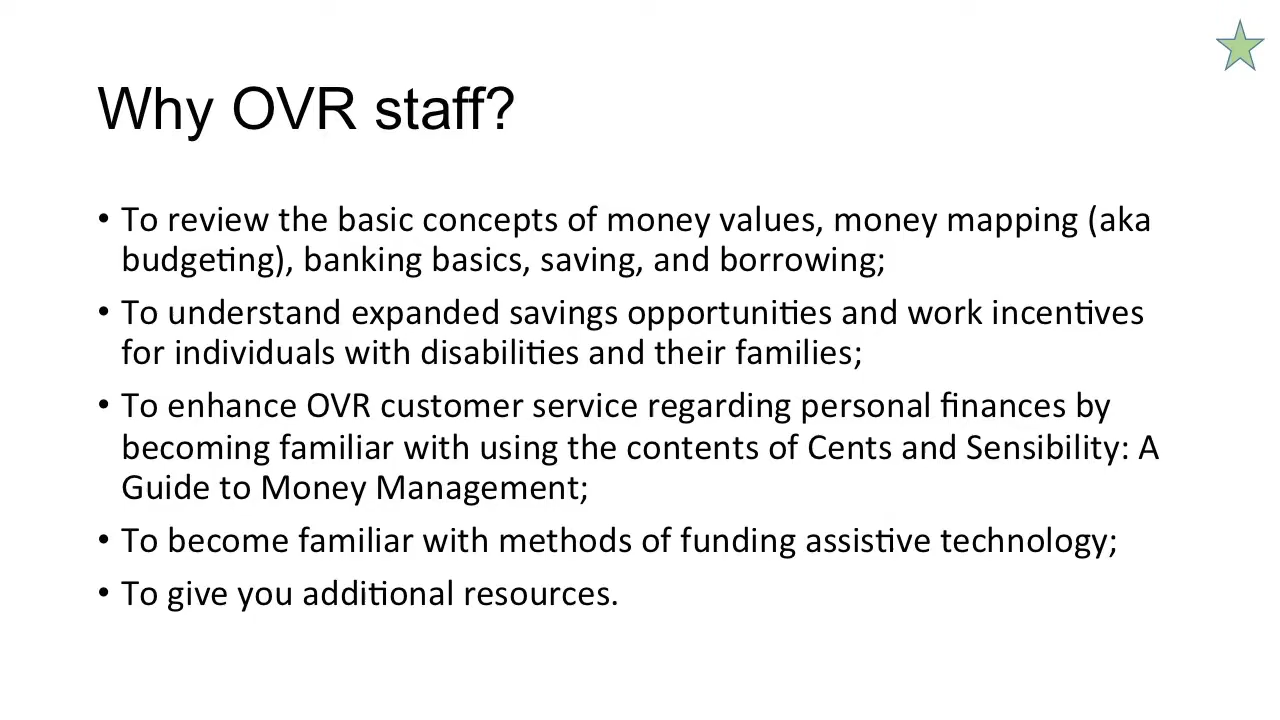 Why OVR staff?
• To review the basic concepts of money values, money mapping (aka
budgeting), banking basics, saving, and borrowing;
• To understand expanded savings opportunities and work incentives
for individuals with disabilities and their families;
• To enhance OVR customer service regarding personal finances by
becoming familiar with using the contents of Cents and Sensibility: A
Guide to Money Management;
• To become familiar with methods of funding assistive technology;
• To give you additional resources.